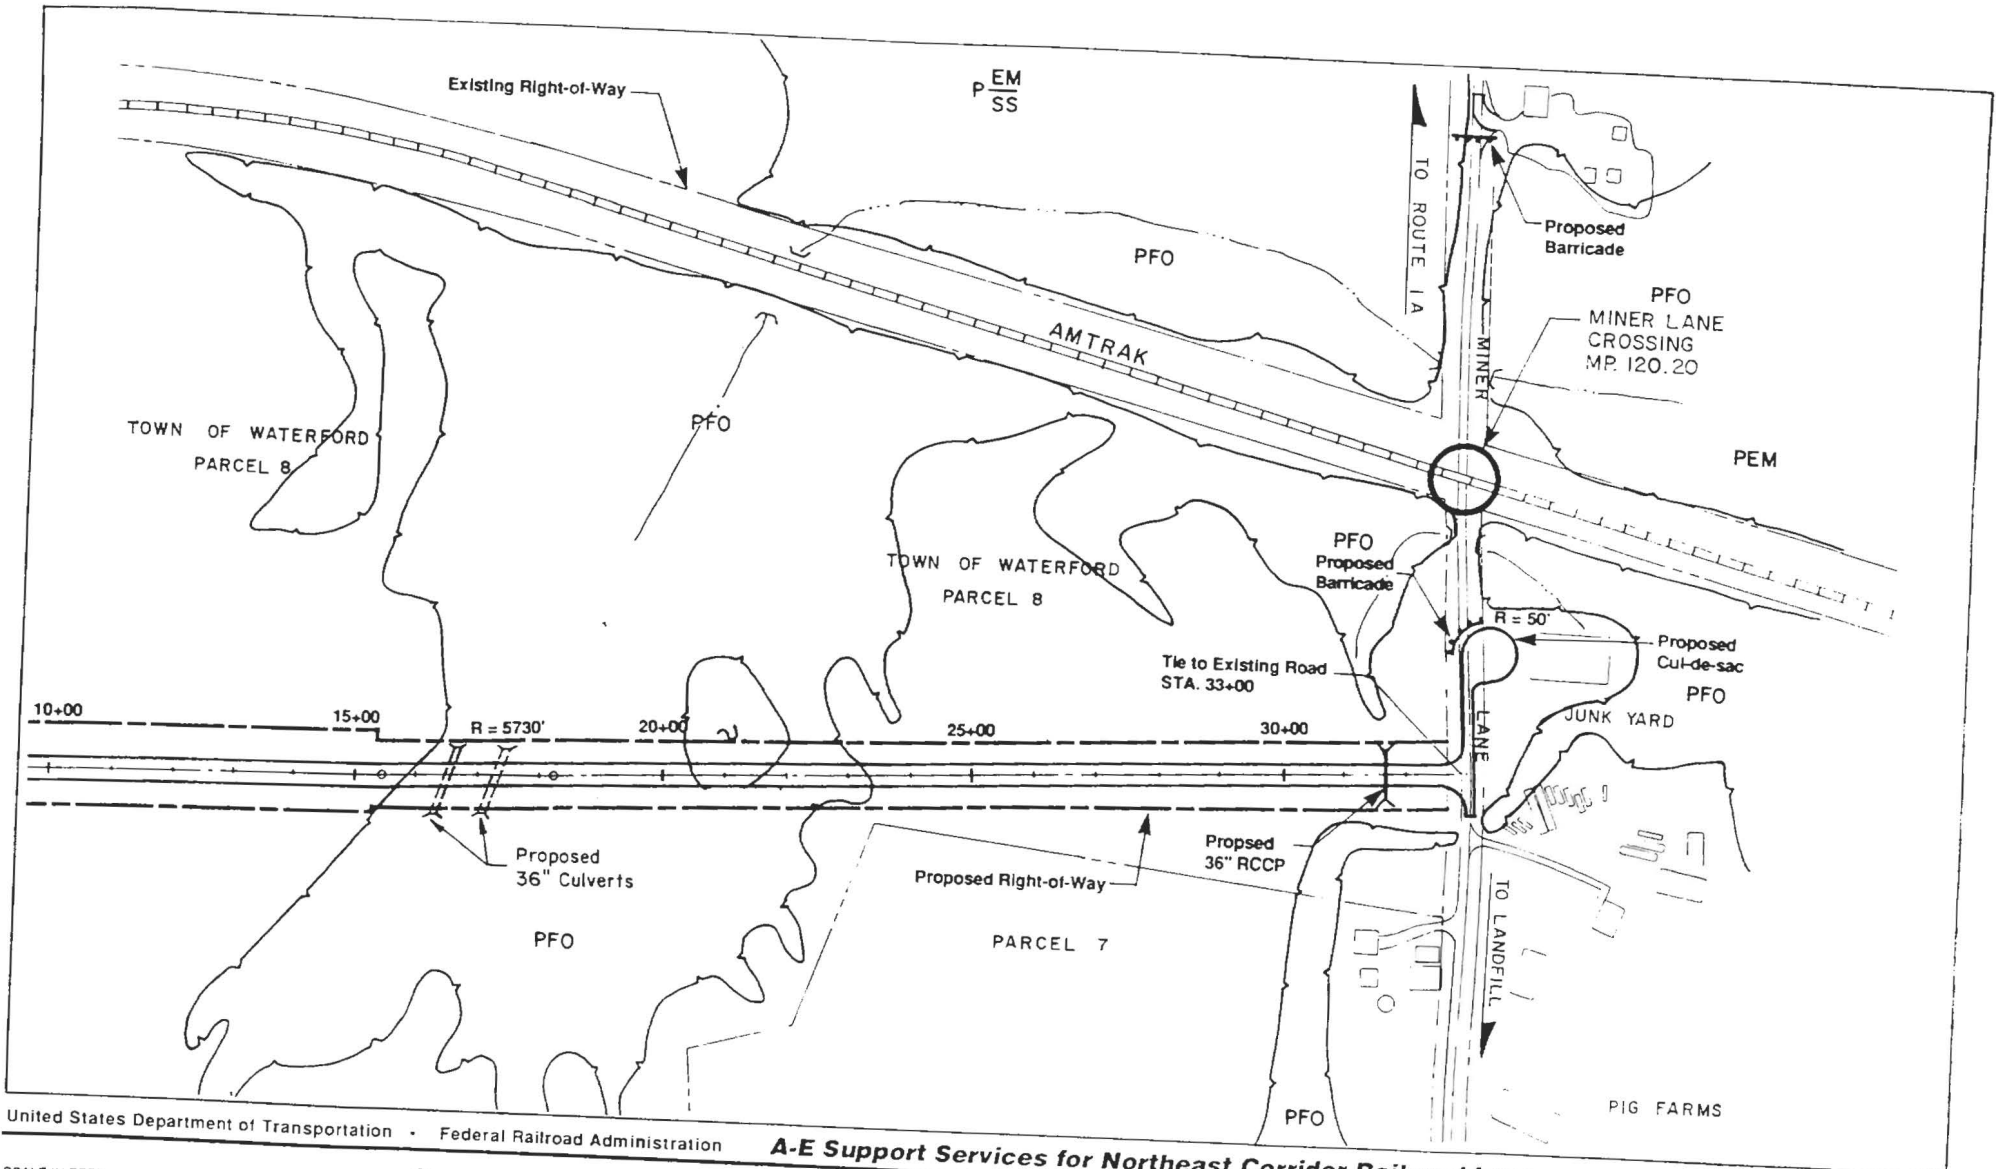 Existing Right-of-Way
P EM
SS
TO ROUTE 1A
Proposed
Barricade
PFO
PFO
MINER LANE
CROSSING
MP. 120.20
AMTRAK
MINER
PFO
TOWN OF WATERFORD
PARCEL 8
PEM
PFO
Proposed
Barricade
TOWN OF WATERFORD
PARCEL 8
R = 50'
Proposed
Cul-de-sac
Tie to Existing Road
STA. 33+00
PFO
JUNK YARD
LANE
10+00
15+00
R = 5730'
20+00
25+00
30+00
Proposed
36" Culverts
Propsed
36" RCCP
Proposed Right-of-Way
TO LANDFILL
PFO
PARCEL 7
PFO
PIG FARMS
United States Department of Transportation - Federal Railroad Administration
A-E Support Services for Northeast Corridor